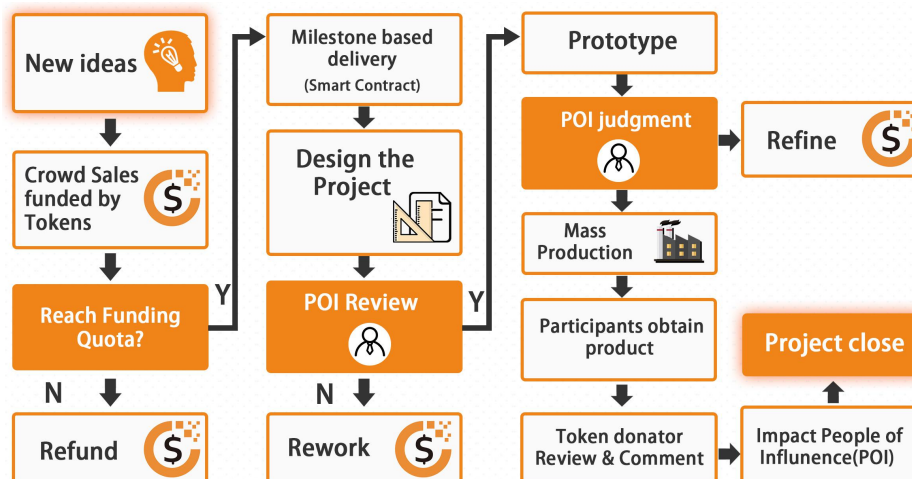 New ideas
Crowd Sales
funded by
Tokens
$
Reach Funding
Quota?
Y
N
Refund
$
Milestone based
delivery
(Smart Contract)
Design the
Project
POI Review
Y
N
Rework
$
Prototype
POI judgment
Refine
$
Mass
Production
Participants obtain
product
Token donator
Review & Comment
Impact People of
Influnence(POI)
Project close